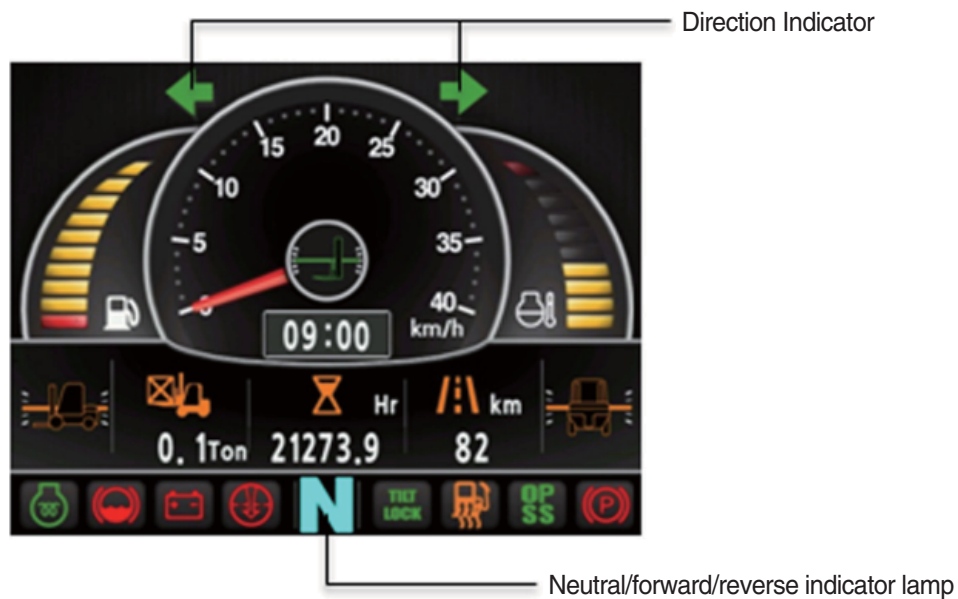 Direction Indicator
20
15
25
10
30
5
35
0
40
km/h
09:00
Hr
km
0.1Ton
21273.9
82
N
TILT
LOCK
OP
SS
P
Neutral/forward/reverse indicator lamp